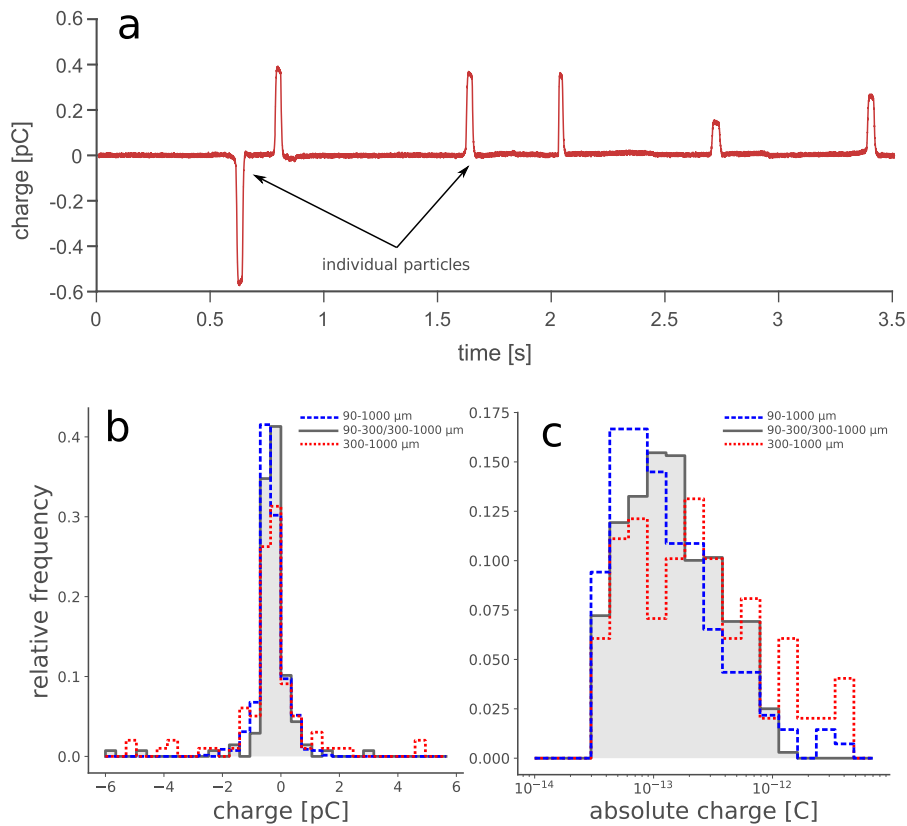 a
0.6
0.4
0.2
0
-0.2
-0.4
-0.6
charge [pC]
individual particles
0 0.5 1 1.5 2 2.5 3 3.5
time [s]
b
90-1000 µm
90-300/300-1000 µm
300-1000 µm
0.4
0.3
0.2
0.1
0.0
relative frequency
−6 −4 −2 0 2 4 6
charge [pC]
c
90-1000 µm
90-300/300-1000 µm
300-1000 µm
0.175
0.150
0.125
0.100
0.075
0.050
0.025
0.000
10⁻¹⁴ 10⁻¹³ 10⁻¹²
absolute charge [C]